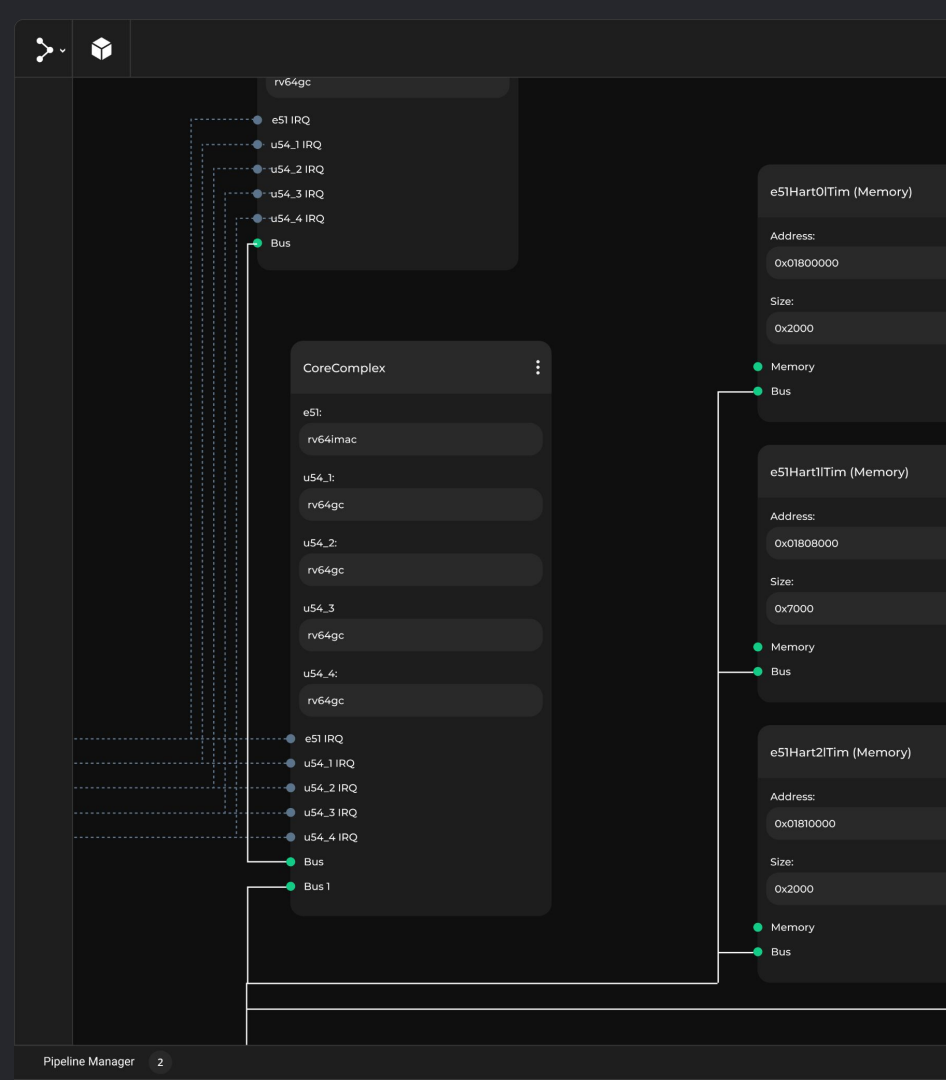 rv64gc
e51 IRQ
u54_1 IRQ
u54_2 IRQ
u54_3 IRQ
u54_4 IRQ
Bus
CoreComplex
e51:
rv64imac
u54_1:
rv64gc
u54_2:
rv64gc
u54_3
rv64gc
u54_4:
rv64gc
e51 IRQ
u54_1 IRQ
u54_2 IRQ
u54_3 IRQ
u54_4 IRQ
Bus
Bus 1
e51Hart0ITim (Memory)
Address:
0x01800000
Size:
0x2000
Memory
Bus
e51Hart1ITim (Memory)
Address:
0x01808000
Size:
0x7000
Memory
Bus
e51Hart2ITim (Memory)
Address:
0x01810000
Size:
0x2000
Memory
Bus
Pipeline Manager 2